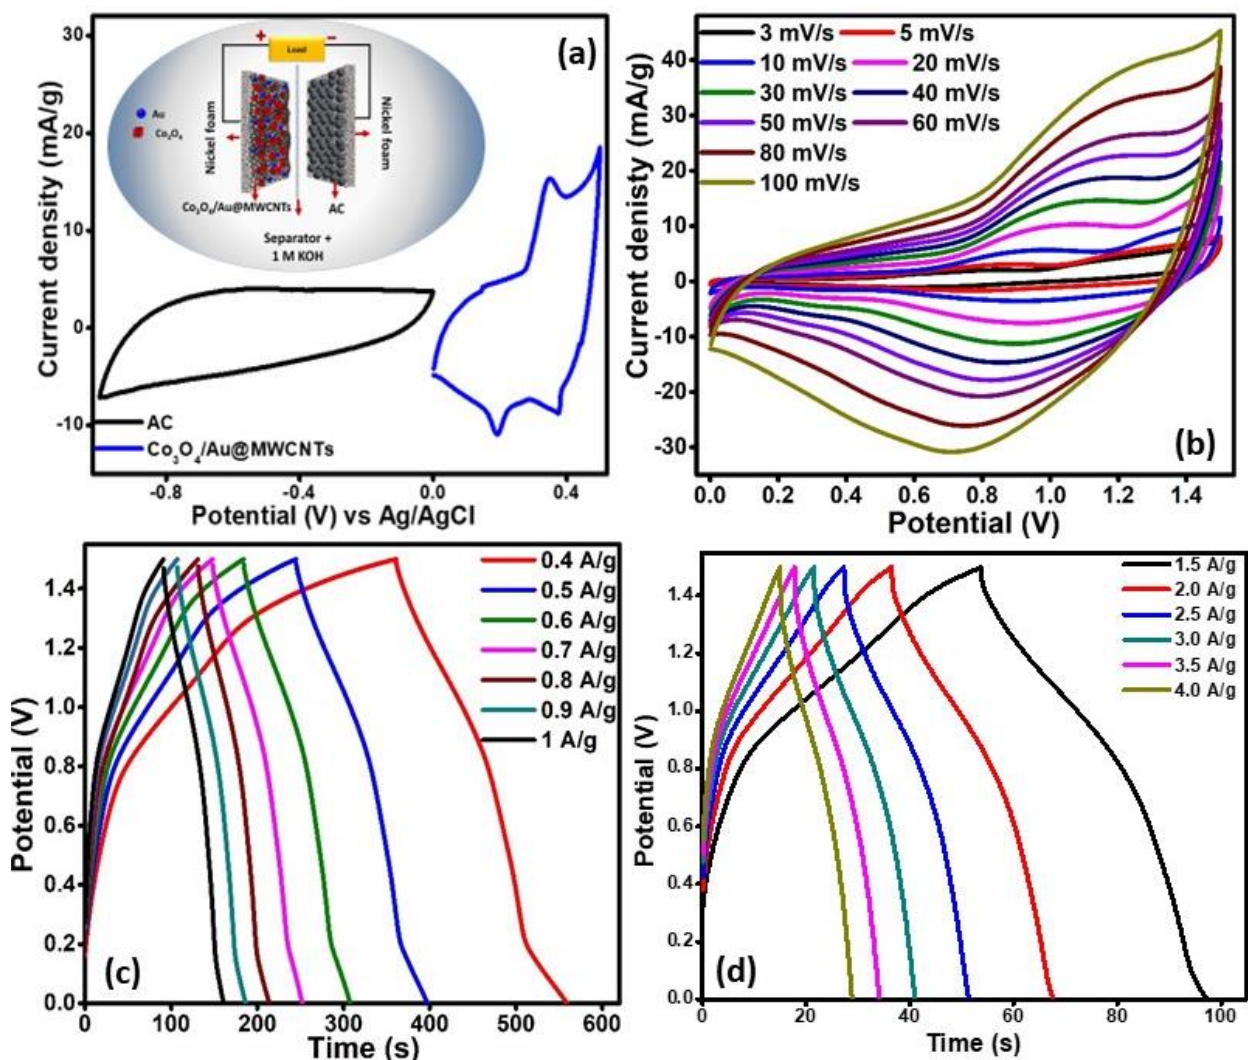 (a)
Current density (mA/g)
30
20
10
0
-10
+
−
Load
Au
Co₃O₄
Nickel foam
Nickel foam
Co₃O₄/Au@MWCNTs
AC
Separator +
1 M KOH
AC
Co₃O₄/Au@MWCNTs
-0.8
-0.4
0.0
0.4
Potential (V) vs Ag/AgCl
(b)
Current denisty (mA/g)
40
30
20
10
0
-10
-20
-30
3 mV/s
5 mV/s
10 mV/s
20 mV/s
30 mV/s
40 mV/s
50 mV/s
60 mV/s
80 mV/s
100 mV/s
0.0
0.2
0.4
0.6
0.8
1.0
1.2
1.4
Potential (V)
(c)
Potential (V)
1.4
1.2
1.0
0.8
0.6
0.4
0.2
0.0
0.4 A/g
0.5 A/g
0.6 A/g
0.7 A/g
0.8 A/g
0.9 A/g
1 A/g
0
100
200
300
400
500
600
Time (s)
(d)
Potential (V)
1.4
1.2
1.0
0.8
0.6
0.4
0.2
0.0
1.5 A/g
2.0 A/g
2.5 A/g
3.0 A/g
3.5 A/g
4.0 A/g
0
20
40
60
80
100
Time (s)